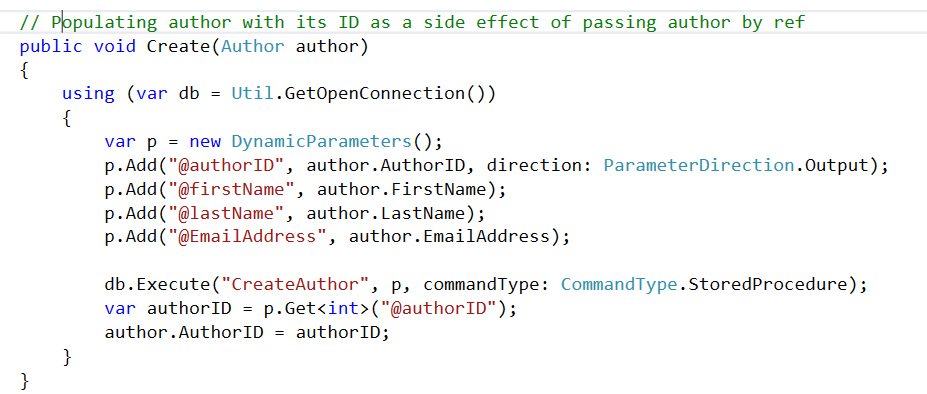 // Populating author with its ID as a side effect of passing author by ref
public void Create(Author author)
{
    using (var db = Util.GetOpenConnection())
    {
        var p = new DynamicParameters();
        p.Add("@authorID", author.AuthorID, direction: ParameterDirection.Output);
        p.Add("@firstName", author.FirstName);
        p.Add("@lastName", author.LastName);
        p.Add("@EmailAddress", author.EmailAddress);

        db.Execute("CreateAuthor", p, commandType: CommandType.StoredProcedure);
        var authorID = p.Get<int>("@authorID");
        author.AuthorID = authorID;
    }
}